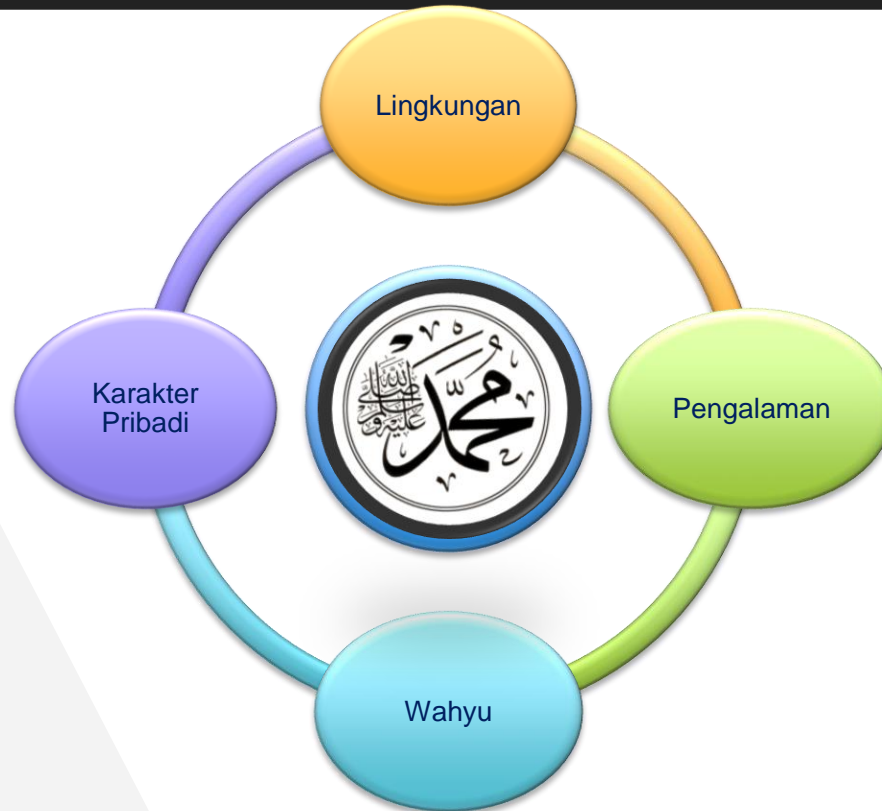 Lingkungan
Karakter
Pribadi
محمد
صلى الله عليه وسلم
Pengalaman
Wahyu